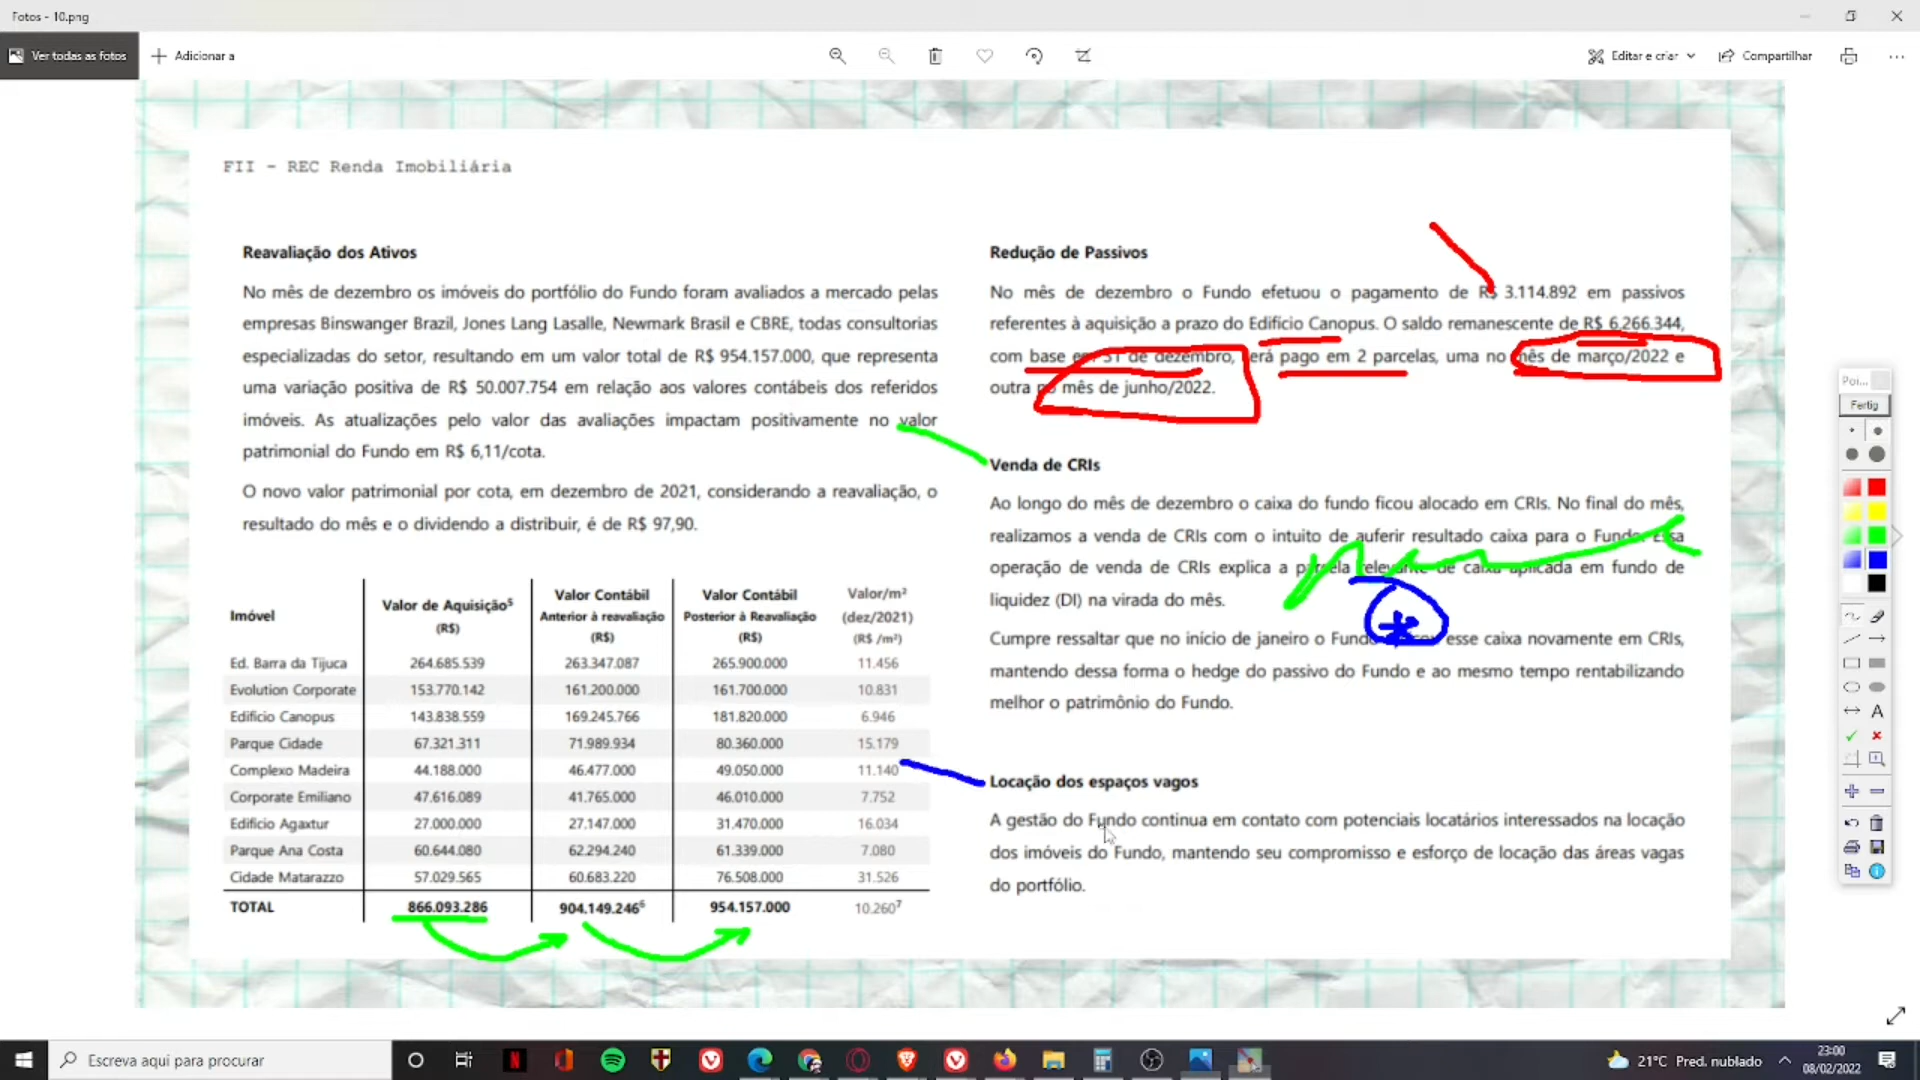 Fotos - 10.png
Ver todas as fotos
Adicionar a
Editar e criar
Compartilhar
FII - REC Renda Imobiliária
Reavaliação dos Ativos
No mês de dezembro os imóveis do portfólio do Fundo foram avaliados a mercado pelas
empresas Binswanger Brazil, Jones Lang Lasalle, Newmark Brasil e CBRE, todas consultorias
especializadas do setor, resultando em um valor total de R$ 954.157.000, que representa
uma variação positiva de R$ 50.007.754 em relação aos valores contábeis dos referidos
imóveis. As atualizações pelo valor das avaliações impactam positivamente no valor
patrimonial do Fundo em R$ 6,11/cota.
O novo valor patrimonial por cota, em dezembro de 2021, considerando a reavaliação, o
resultado do mês e o dividendo a distribuir, é de R$ 97,90.
Imóvel Valor de Aquisição⁵ (R$) Valor Contábil Anterior à reavaliação (R$) Valor Contábil Posterior à Reavaliação (R$) Valor/m² (dez/2021) (R$ /m²)
Ed. Barra da Tijuca 264.685.539 263.347.087 265.900.000 11.456
Evolution Corporate 153.770.142 161.200.000 161.700.000 10.831
Edifício Canopus 143.838.559 169.245.766 181.820.000 6.946
Parque Cidade 67.321.311 71.989.934 80.360.000 15.179
Complexo Madeira 44.188.000 46.477.000 49.050.000 11.140
Corporate Emiliano 47.616.089 41.765.000 46.010.000 7.752
Edifício Agaxtur 27.000.000 27.147.000 31.470.000 16.034
Parque Ana Costa 60.644.080 62.294.240 61.339.000 7.080
Cidade Matarazzo 57.029.565 60.683.220 76.508.000 31.526
TOTAL 866.093.286 904.149.246⁶ 954.157.000 10.260⁷
Redução de Passivos
No mês de dezembro o Fundo efetuou o pagamento de R$ 3.114.892 em passivos
referentes à aquisição a prazo do Edifício Canopus. O saldo remanescente de R$ 6.266.344,
com base em 31 de dezembro, será pago em 2 parcelas, uma no mês de março/2022 e
outra no mês de junho/2022.
Venda de CRIs
Ao longo do mês de dezembro o caixa do fundo ficou alocado em CRIs. No final do mês,
realizamos a venda de CRIs com o intuito de auferir resultado caixa para o Fundo. Essa
operação de venda de CRIs explica a parcela relevante de caixa aplicada em fundo de
liquidez (DI) na virada do mês.
Cumpre ressaltar que no início de janeiro o Fundo esse caixa novamente em CRIs,
mantendo dessa forma o hedge do passivo do Fundo e ao mesmo tempo rentabilizando
melhor o patrimônio do Fundo.
Locação dos espaços vagos
A gestão do Fundo continua em contato com potenciais locatários interessados na locação
dos imóveis do Fundo, mantendo seu compromisso e esforço de locação das áreas vagas
do portfólio.
Poi...
Fertig
A
Escreva aqui para procurar
21°C Pred. nublado
23:00
08/02/2022